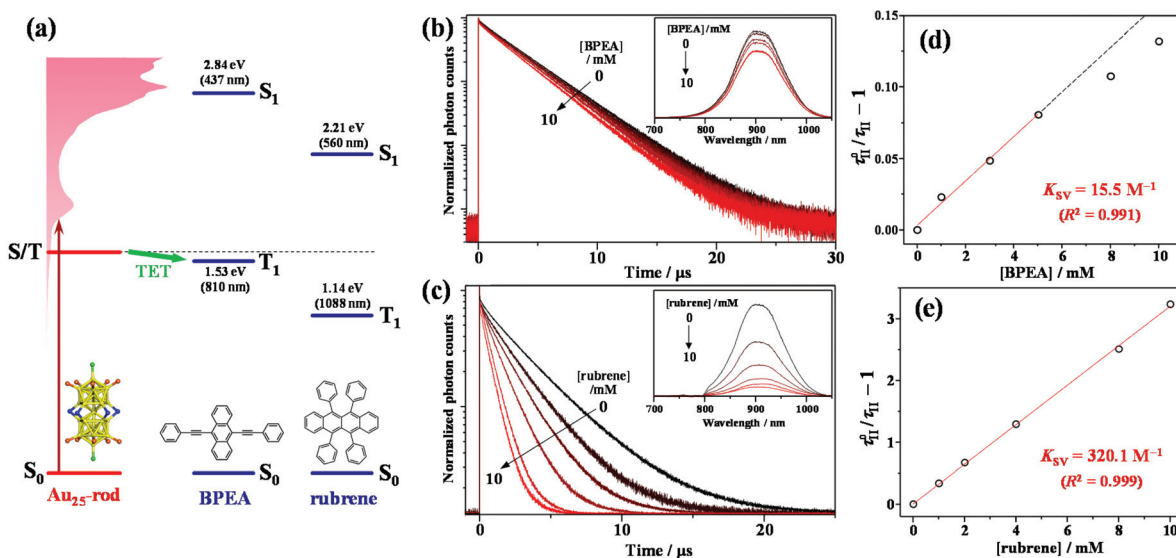 (a)
2.84 eV
(437 nm)
S₁
2.21 eV
(560 nm)
S₁
S/T
TET
T₁
1.53 eV
(810 nm)
1.14 eV
(1088 nm)
T₁
S₀
S₀
S₀
Au₂₅-rod
BPEA
rubrene
(b)
Normalized photon counts
[BPEA]
/ mM
0
10
0
10
20
30
Time / µs
[BPEA] / mM
0
10
700
800
900
1000
Wavelength / nm
(c)
Normalized photon counts
[rubrene]
/mM
0
10
0
10
20
Time / µs
[rubrene] / mM
0
10
700
800
900
1000
Wavelength / nm
(d)
τ⁰II/τII − 1
0.15
0.10
0.05
0.00
K_SV = 15.5 M⁻¹
(R² = 0.991)
0 2 4 6 8 10
[BPEA] / mM
(e)
τ⁰II/τII − 1
3
2
1
0
K_SV = 320.1 M⁻¹
(R² = 0.999)
0 2 4 6 8 10
[rubrene] / mM